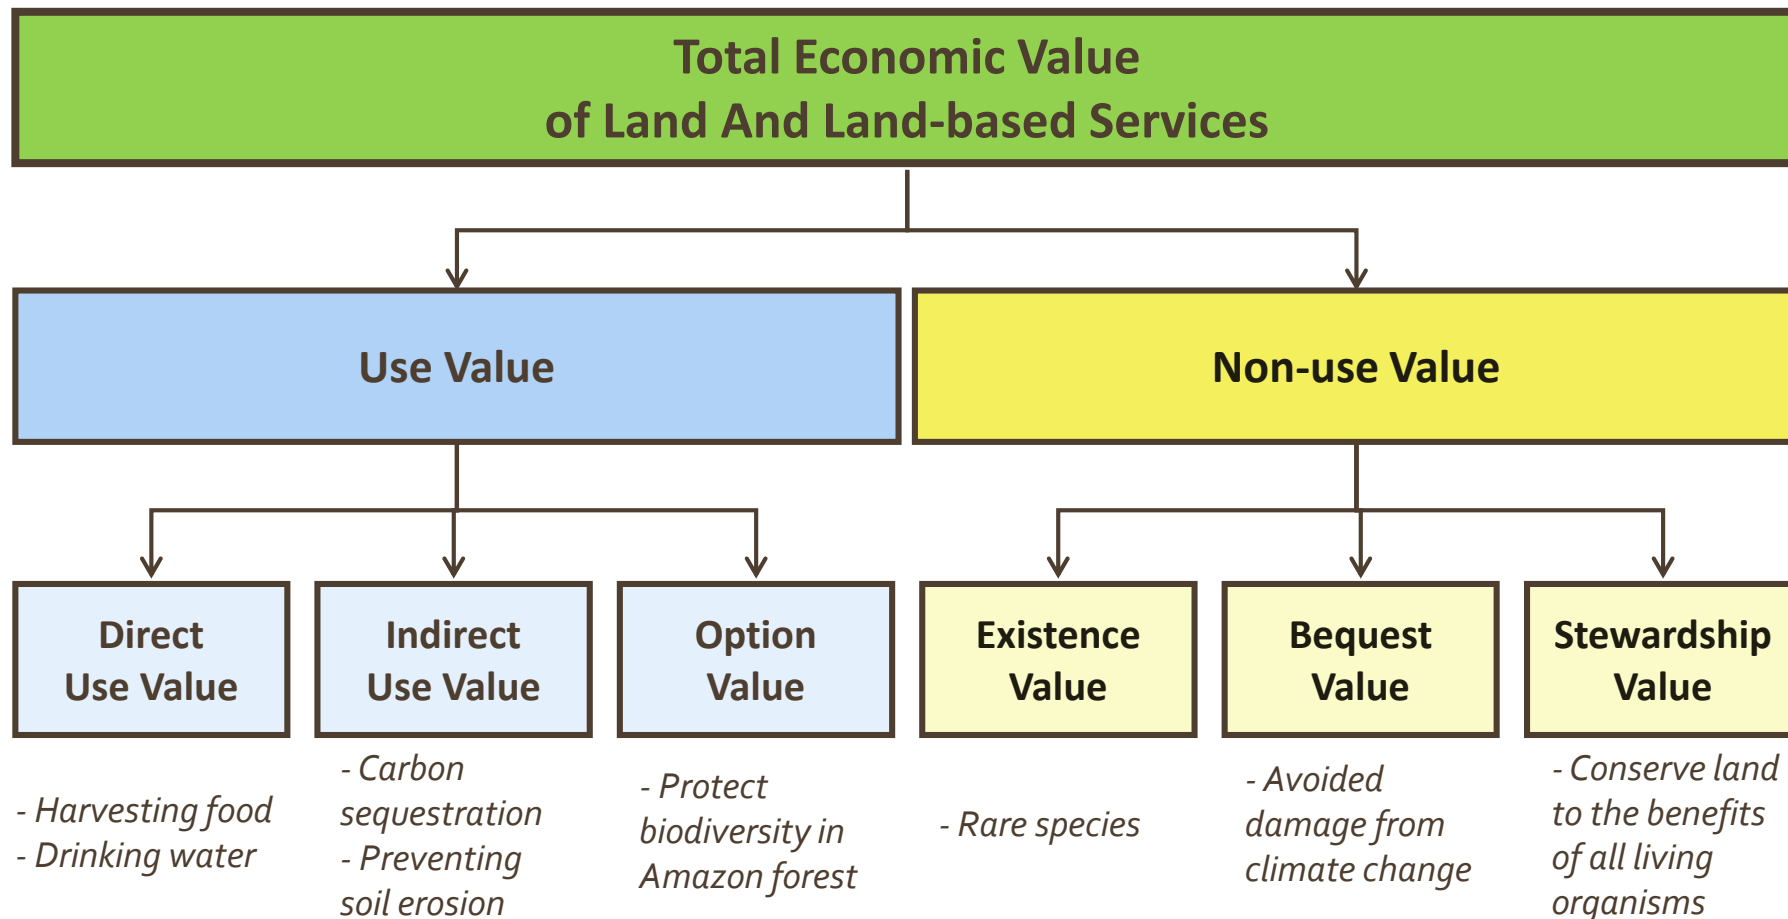 Total Economic Value
of Land And Land-based Services
Use Value
Non-use Value
Direct
Use Value
Indirect
Use Value
Option
Value
Existence
Value
Bequest
Value
Stewardship
Value
- Harvesting food
- Drinking water
- Carbon
sequestration
- Preventing
soil erosion
- Protect
biodiversity in
Amazon forest
- Rare species
- Avoided
damage from
climate change
- Conserve land
to the benefits
of all living
organisms